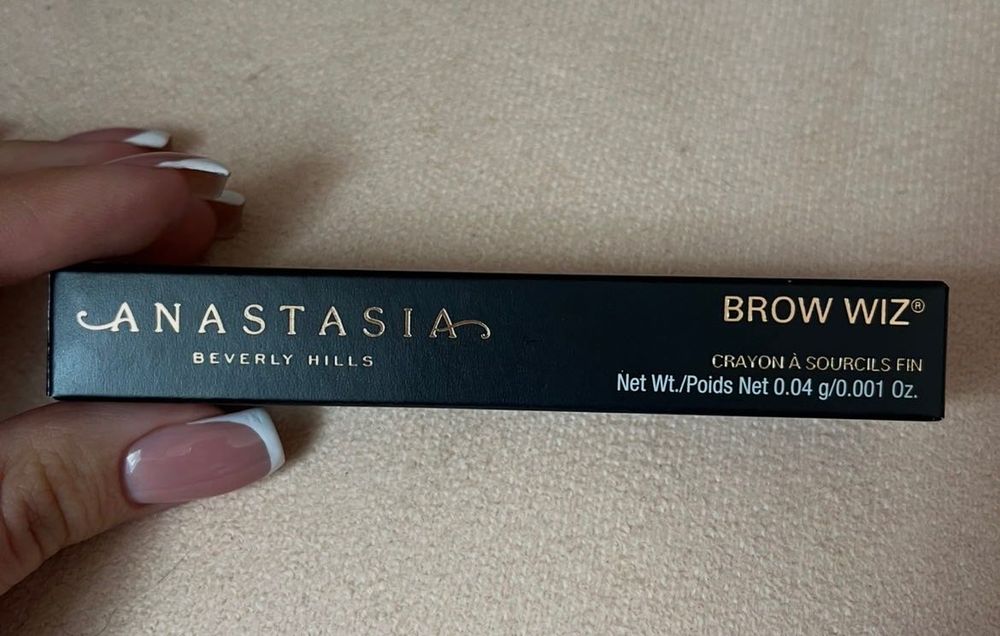 ANASTASIA
BEVERLY HILLS
BROW WIZ®
CRAYON À SOURCILS FIN
Net Wt./Poids Net 0.04 g/0.001 Oz.